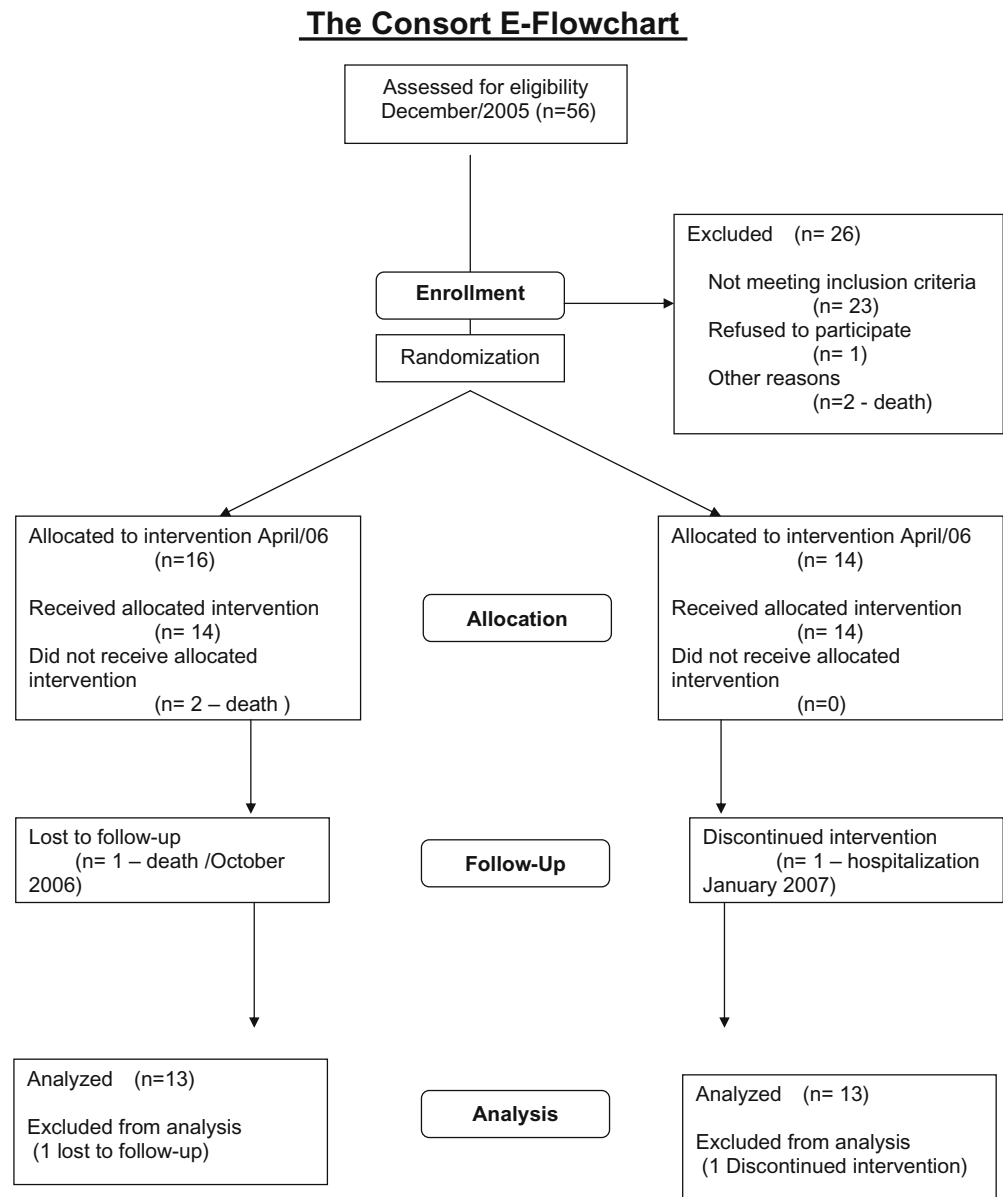 The Consort E-Flowchart
Assessed for eligibility
December/2005 (n=56)
Excluded (n= 26)
Not meeting inclusion criteria
(n= 23)
Refused to participate
(n= 1)
Other reasons
(n=2 - death)
Enrollment
Randomization
Allocated to intervention April/06
(n=16)
Received allocated intervention
(n= 14)
Did not receive allocated
intervention
(n= 2 – death )
Allocation
Allocated to intervention April/06
(n= 14)
Received allocated intervention
(n= 14)
Did not receive allocated
intervention
(n=0)
Lost to follow-up
(n= 1 – death /October
2006)
Follow-Up
Discontinued intervention
(n= 1 – hospitalization
January 2007)
Analyzed (n=13)
Excluded from analysis
(1 lost to follow-up)
Analysis
Analyzed (n= 13)
Excluded from analysis
(1 Discontinued intervention)